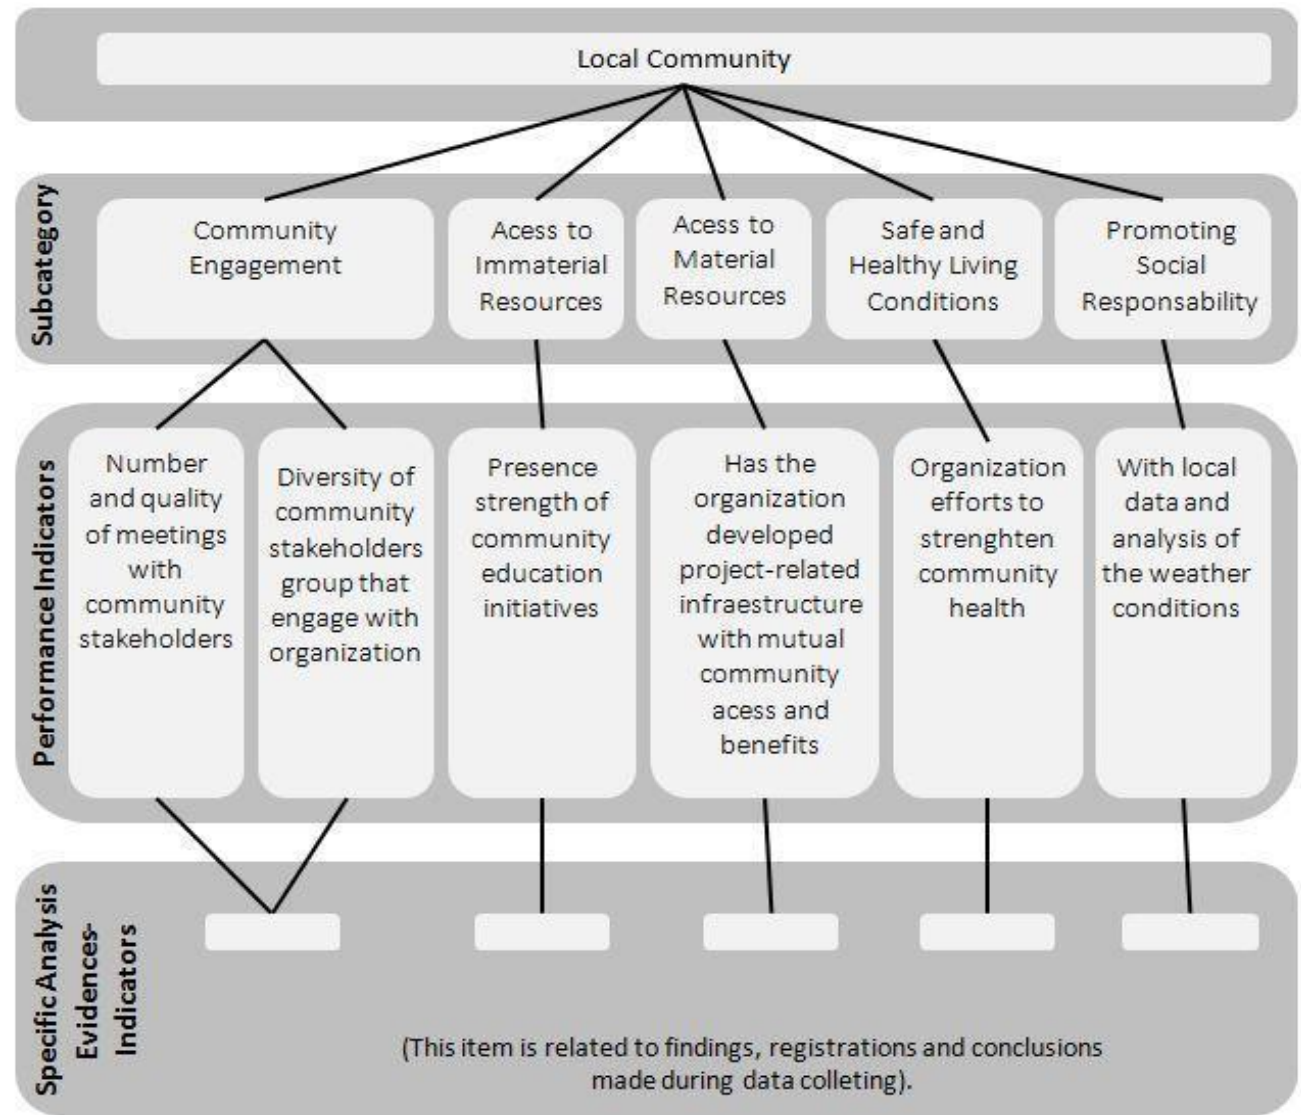 Local Community
Subcategory
Community
Engagement
Acess to
Immaterial
Resources
Acess to
Material
Resources
Safe and
Healthy Living
Conditions
Promoting
Social
Responsability
Performance Indicators
Number
and quality
of meetings
with
community
stakeholders
Diversity of
community
stakeholders
group that
engage with
organization
Presence
strength of
community
education
initiatives
Has the
organization
developed
project-related
infraestructure
with mutual
community
acess and
benefits
Organization
efforts to
strenghten
community
health
With local
data and
analysis of
the weather
conditions
Specific Analysis
Evidences-
Indicators
(This item is related to findings, registrations and conclusions
made during data colleting).